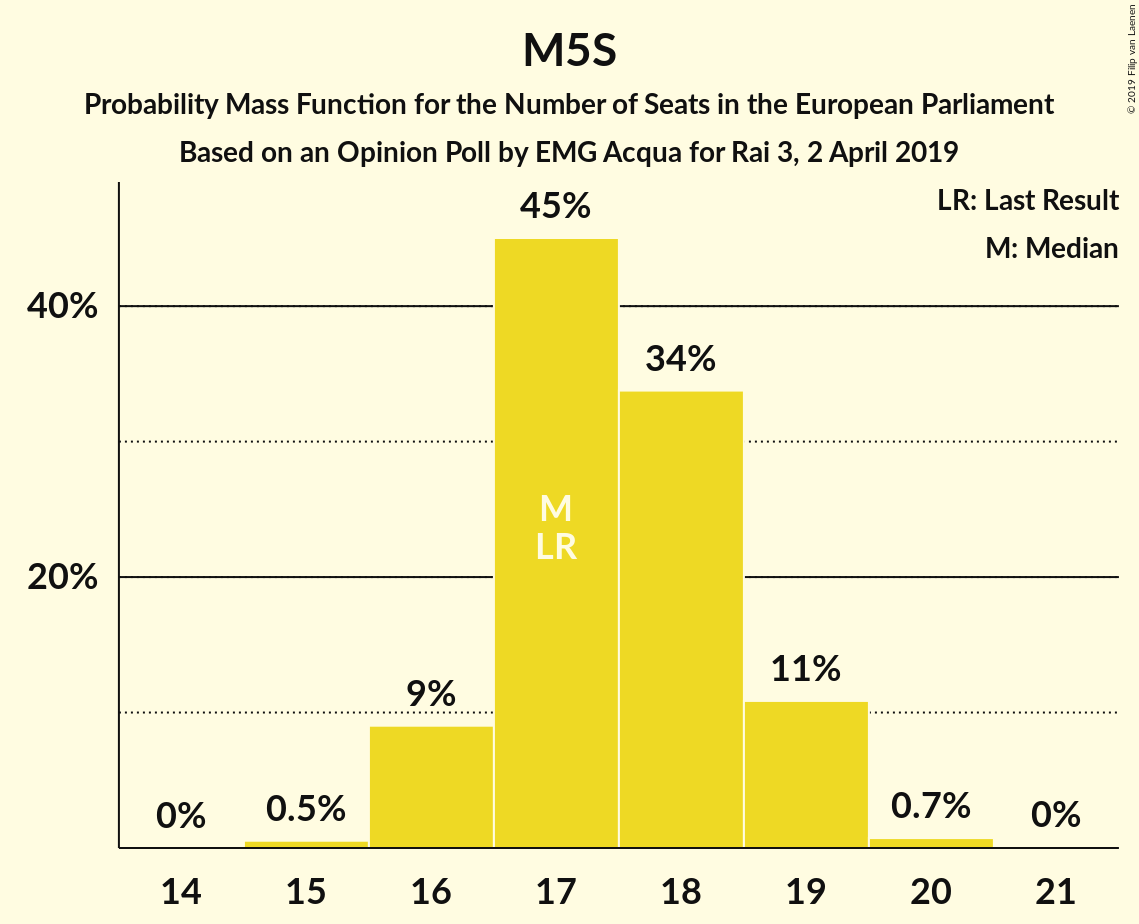 M5S
Probability Mass Function for the Number of Seats in the European Parliament
Based on an Opinion Poll by EMG Acqua for Rai 3, 2 April 2019
© 2019 Filip van Laenen
LR: Last Result
M: Median
40%
20%
0%
0.5%
9%
45%
34%
11%
0.7%
0%
M
LR
14
15
16
17
18
19
20
21